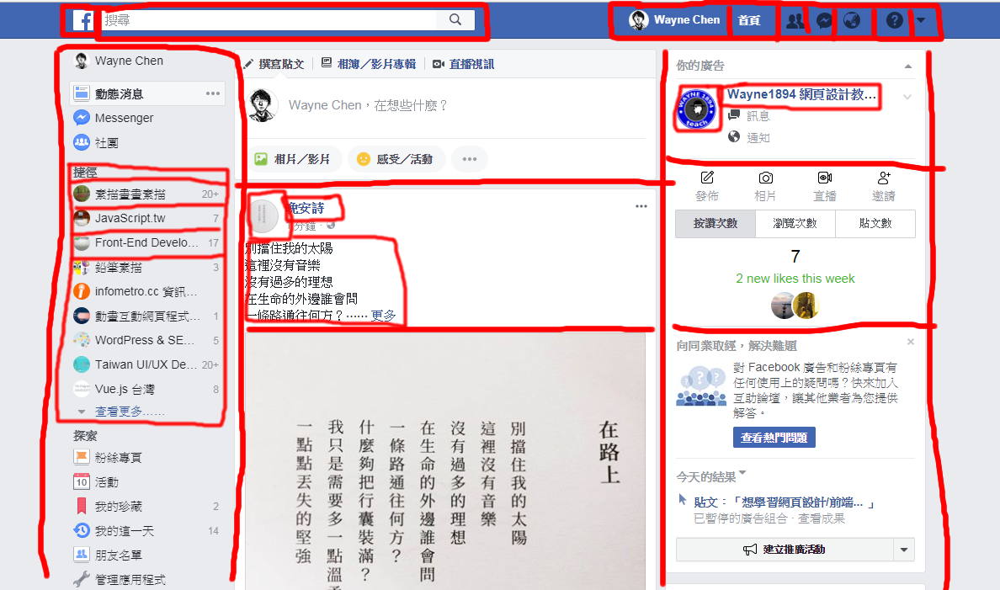 f
搜尋
Wayne Chen
首頁
?
Wayne Chen
動態消息
Messenger
社團
捷徑
素描畫畫素描 20+
JavaScript.tw 7
Front-End Develo... 17
鉛筆素描 3
infometro.cc 資訊...
動畫互動網頁程式... 1
WordPress & SE... 5
Taiwan UI/UX De... 20+
Vue.js 台灣 8
查看更多……
探索
粉絲專頁
10 活動
我的珍藏 2
我的這一天 14
朋友名單
管理應用程式
撰寫貼文 相簿／影片專輯 直播視訊
Wayne Chen，在想些什麼？
相片／影片 感受／活動
晚安詩
分鐘 ·
別擋住我的太陽
這裡沒有音樂
沒有過多的理想
在生命的外邊誰會問
一條路通往何方？…… 更多
在路上
別擋住我的太陽
這裡沒有音樂
沒有過多的理想
在生命的外邊誰會問
一條路通往何方？
什麼夠把行囊裝滿？
我只是需要多一點溫
一點點丟失的堅強
你的廣告
WAYNE 1894 teach
Wayne1894 網頁設計教...
訊息
通知
發佈 相片 直播 邀請
按讚次數 瀏覽次數 貼文數
7
2 new likes this week
向同業取經，解決難題
對 Facebook 廣告和粉絲專頁有
任何使用上的疑問嗎？快來加入
互助論壇，讓其他業者為您提供
解答。
查看熱門問題
今天的結果
貼文：「想學習網頁設計/前端... 」
已暫停的廣告組合 · 查看成果
建立推廣活動